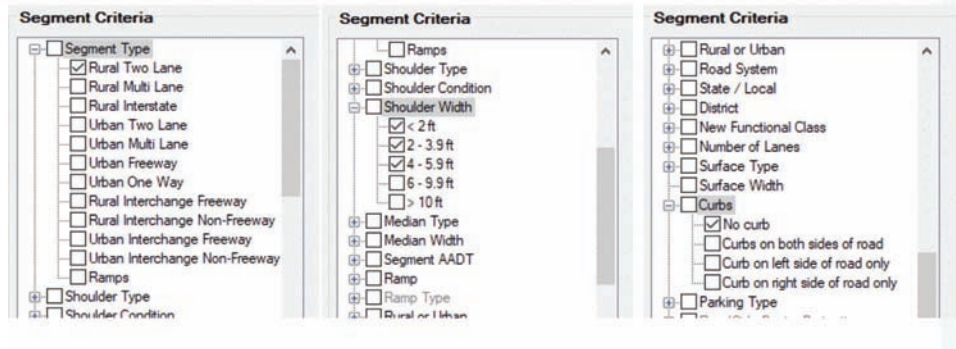 Segment Criteria
Segment Type
Rural Two Lane
Rural Multi Lane
Rural Interstate
Urban Two Lane
Urban Multi Lane
Urban Freeway
Urban One Way
Rural Interchange Freeway
Rural Interchange Non-Freeway
Urban Interchange Freeway
Urban Interchange Non-Freeway
Ramps
Shoulder Type
Shoulder Condition
Segment Criteria
Ramps
Shoulder Type
Shoulder Condition
Shoulder Width
< 2 ft
2 - 3.9 ft
4 - 5.9 ft
6 - 9.9 ft
> 10 ft
Median Type
Median Width
Segment AADT
Ramp
Ramp Type
Rural or Urban
Segment Criteria
Rural or Urban
Road System
State / Local
District
New Functional Class
Number of Lanes
Surface Type
Surface Width
Curbs
No curb
Curbs on both sides of road
Curb on left side of road only
Curb on right side of road only
Parking Type